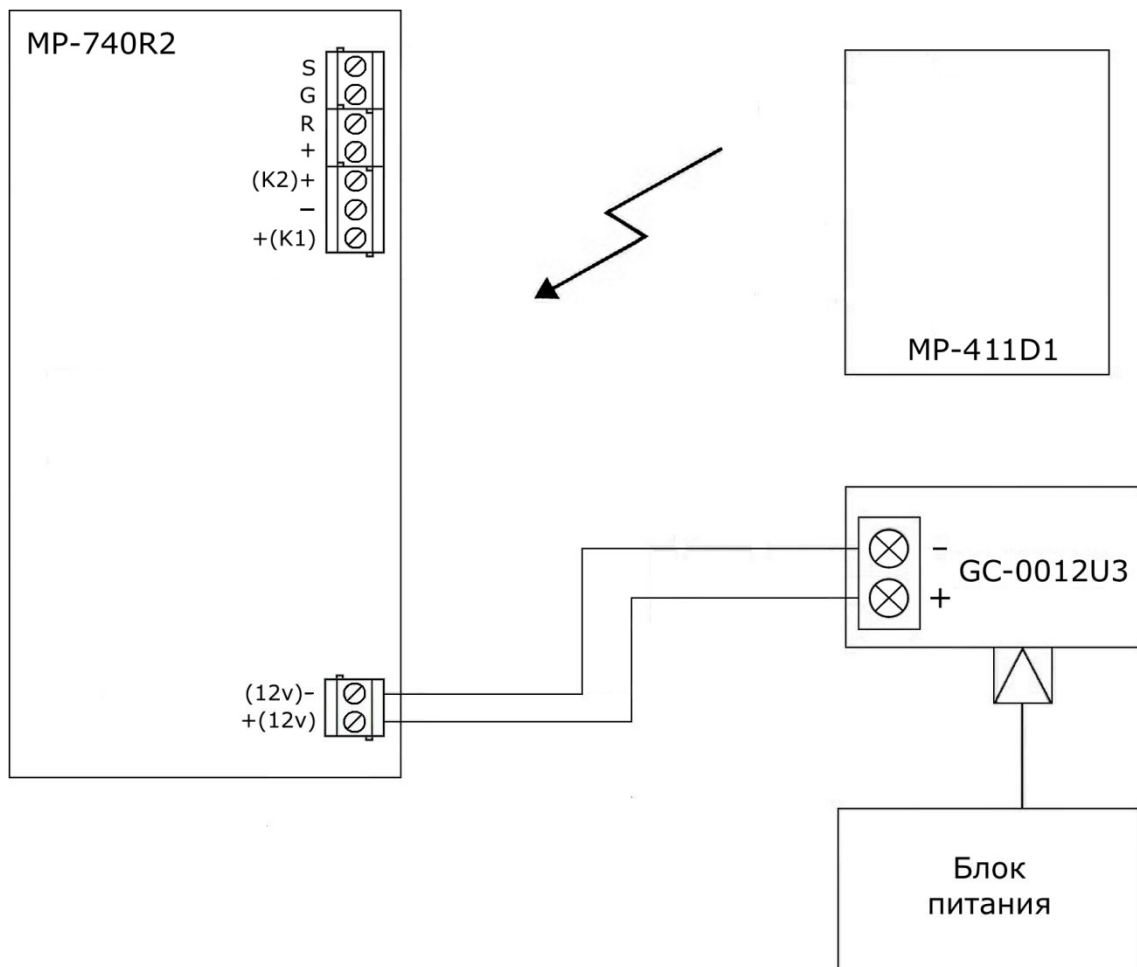 MP-740R2
S
G
R
+
(K2)+
−
+(K1)
MP-411D1
−
GC-0012U3
+
(12v)-
+(12v)
Блок
питания